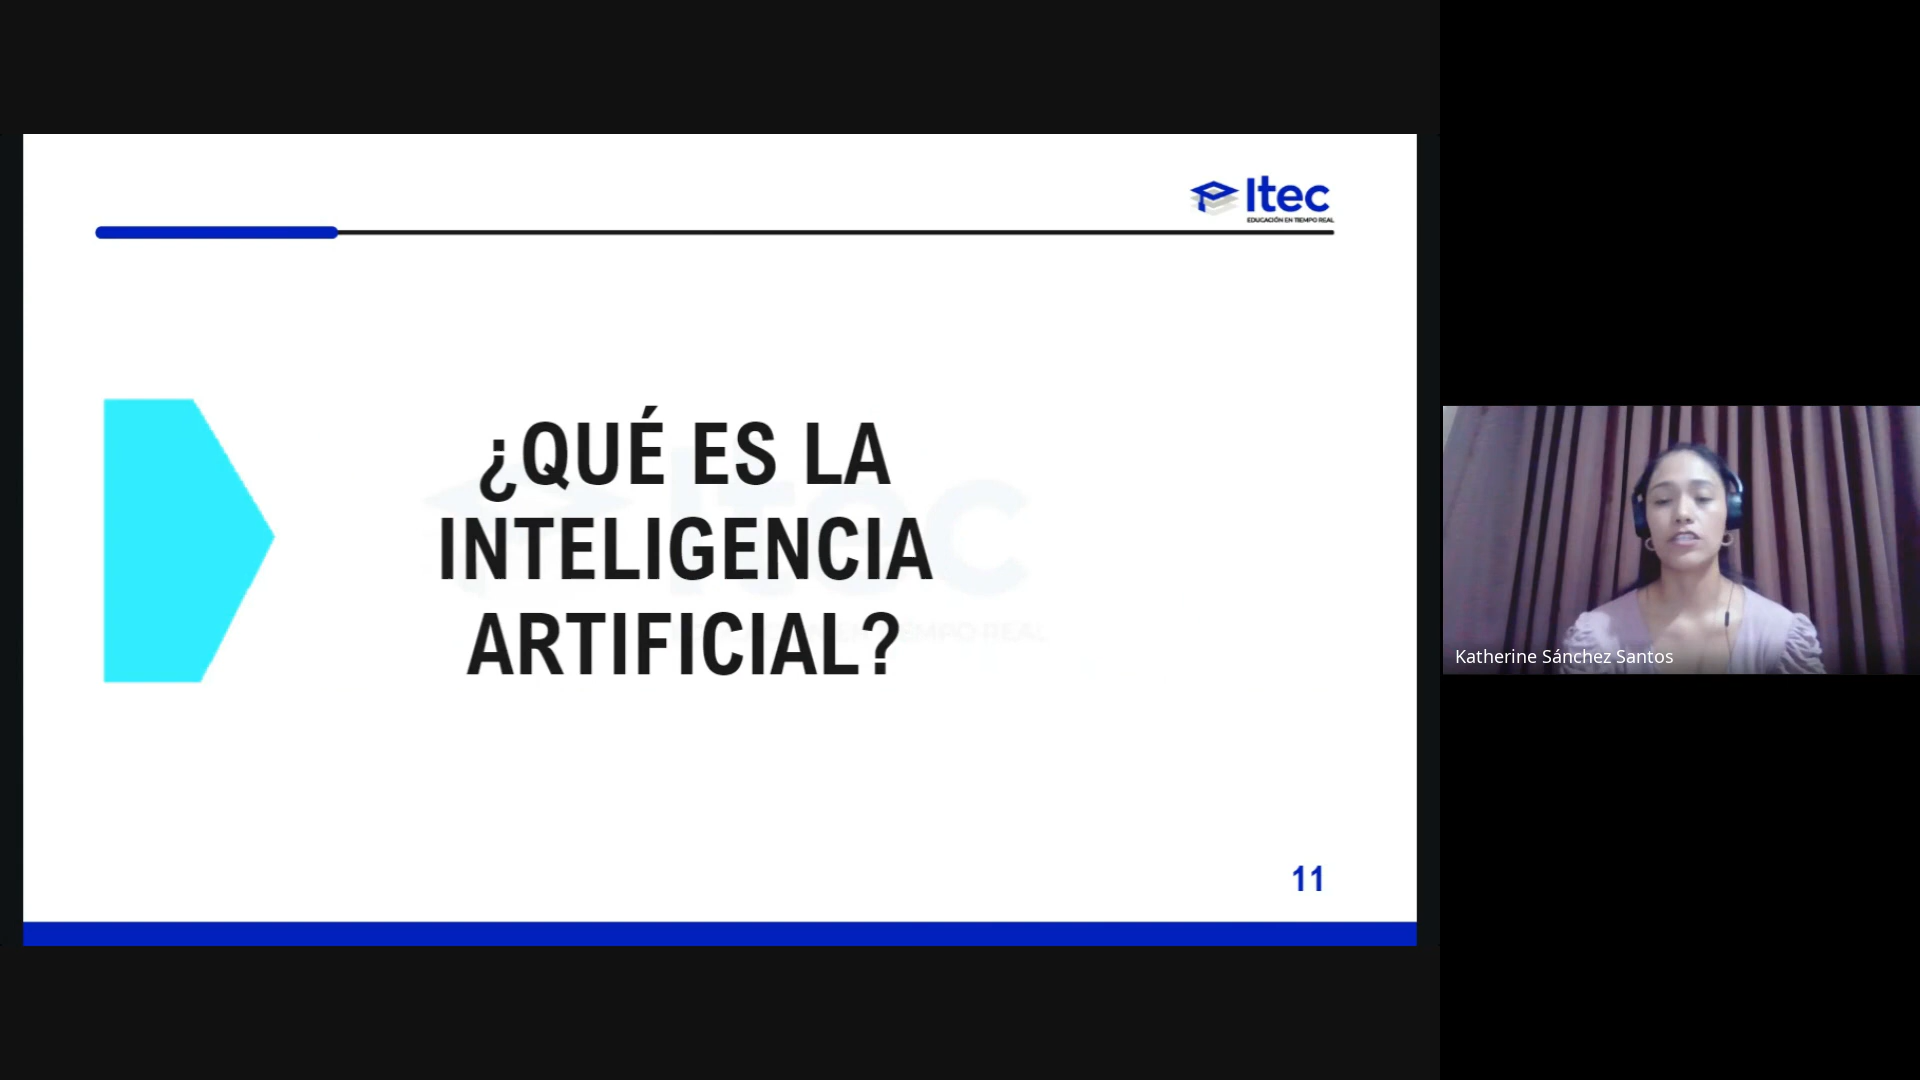 Itec
EDUCACIÓN EN TIEMPO REAL
¿QUÉ ES LA
INTELIGENCIA
ARTIFICIAL?
11
Katherine Sánchez Santos